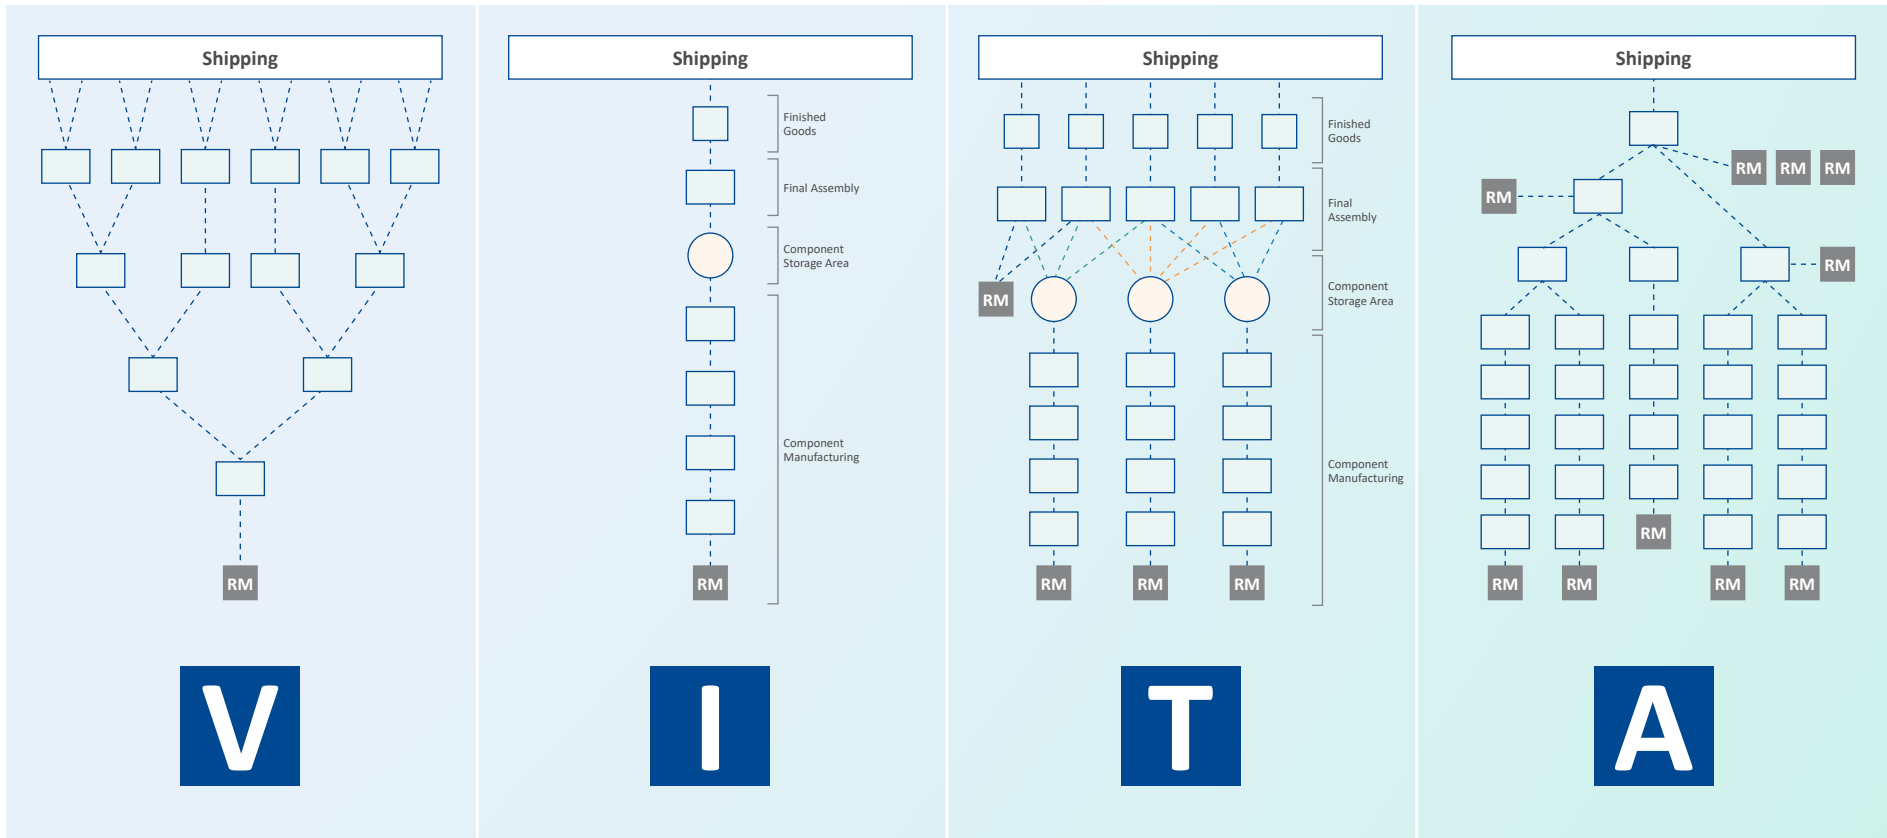 Shipping
RM
V
Shipping
Finished
Goods
Final Assembly
Component
Storage Area
Component
Manufacturing
RM
I
Shipping
Finished
Goods
Final
Assembly
RM
Component
Storage Area
Component
Manufacturing
RM RM RM
T
Shipping
RM RM RM
RM
RM
RM
RM RM RM RM
A